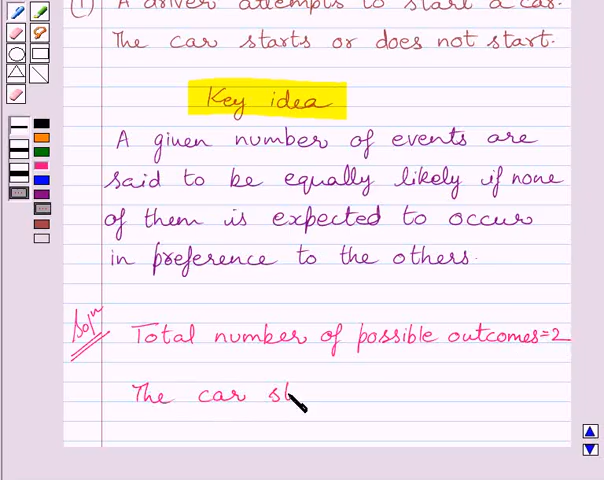 (1) A driver attempts to start a car.
The car starts or does not start.
Key idea
A given number of events are
said to be equally likely if none
of them is expected to occur
in preference to the others.
Solⁿ Total number of possible outcomes=2
The car st